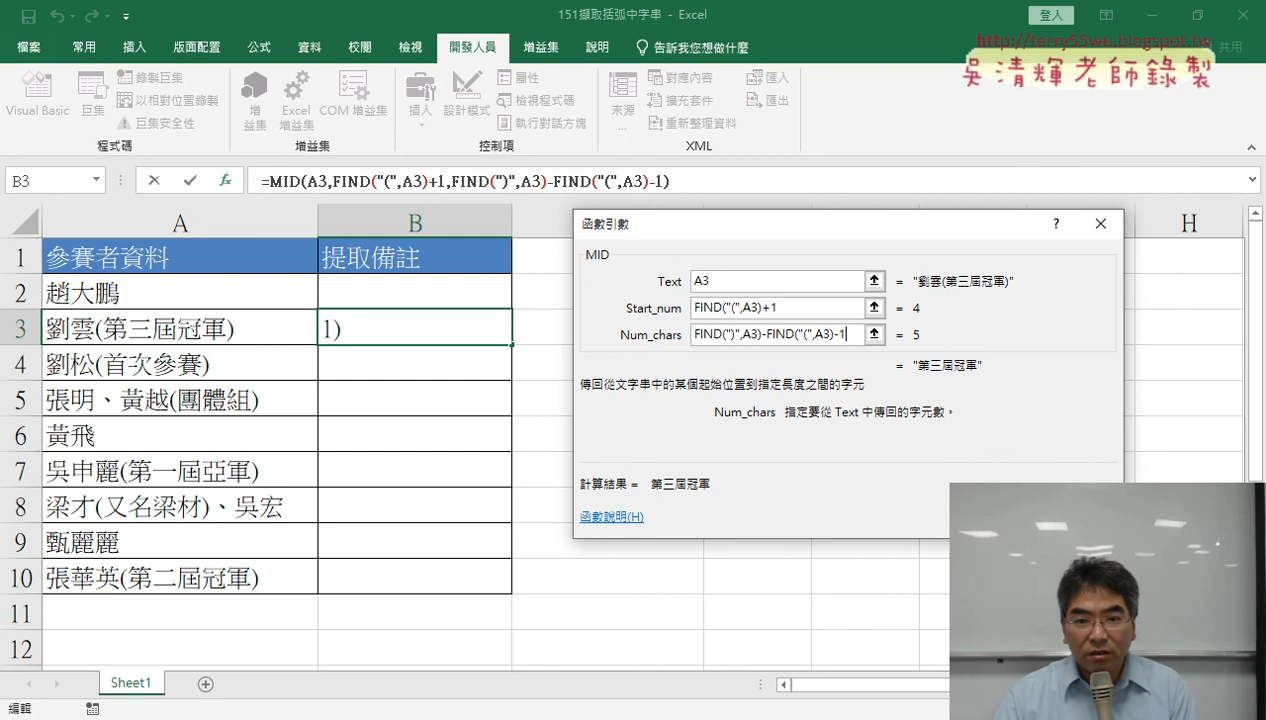 151擷取括弧中字串 - Excel
登入
檔案 常用 插入 版面配置 公式 資料 校閱 檢視 開發人員 增益集 說明 告訴我您想做什麼 共用
http://terry55wu.blogspot.tw
吳清輝老師錄製
Visual Basic 巨集 錄製巨集 以相對位置錄製 巨集安全性
增益集 Excel 增益集 COM 增益集
插入 設計模式 屬性 檢視程式碼 執行對話方塊
來源... 對應內容 擴充套件 重新整理資料 匯入 匯出
程式碼 增益集 控制項 XML
B3 fx =MID(A3,FIND("(",A3)+1,FIND(")",A3)-FIND("(",A3)-1)
A B H
1 參賽者資料 提取備註
2 趙大鵬
3 劉雲(第三屆冠軍) 1)
4 劉松(首次參賽)
5 張明、黃越(團體組)
6 黃飛
7 吳申麗(第一屆亞軍)
8 梁才(又名梁材)、吳宏
9 甄麗麗
10 張華英(第二屆冠軍)
11
12
函數引數 ?
MID
Text A3 = "劉雲(第三屆冠軍)"
Start_num FIND("(",A3)+1 = 4
Num_chars FIND(")",A3)-FIND("(",A3)-1 = 5
= "第三屆冠軍"
傳回從文字串中的某個起始位置到指定長度之間的字元
Num_chars 指定要從 Text 中傳回的字元數。
計算結果 = 第三屆冠軍
函數說明(H)
Sheet1
編輯